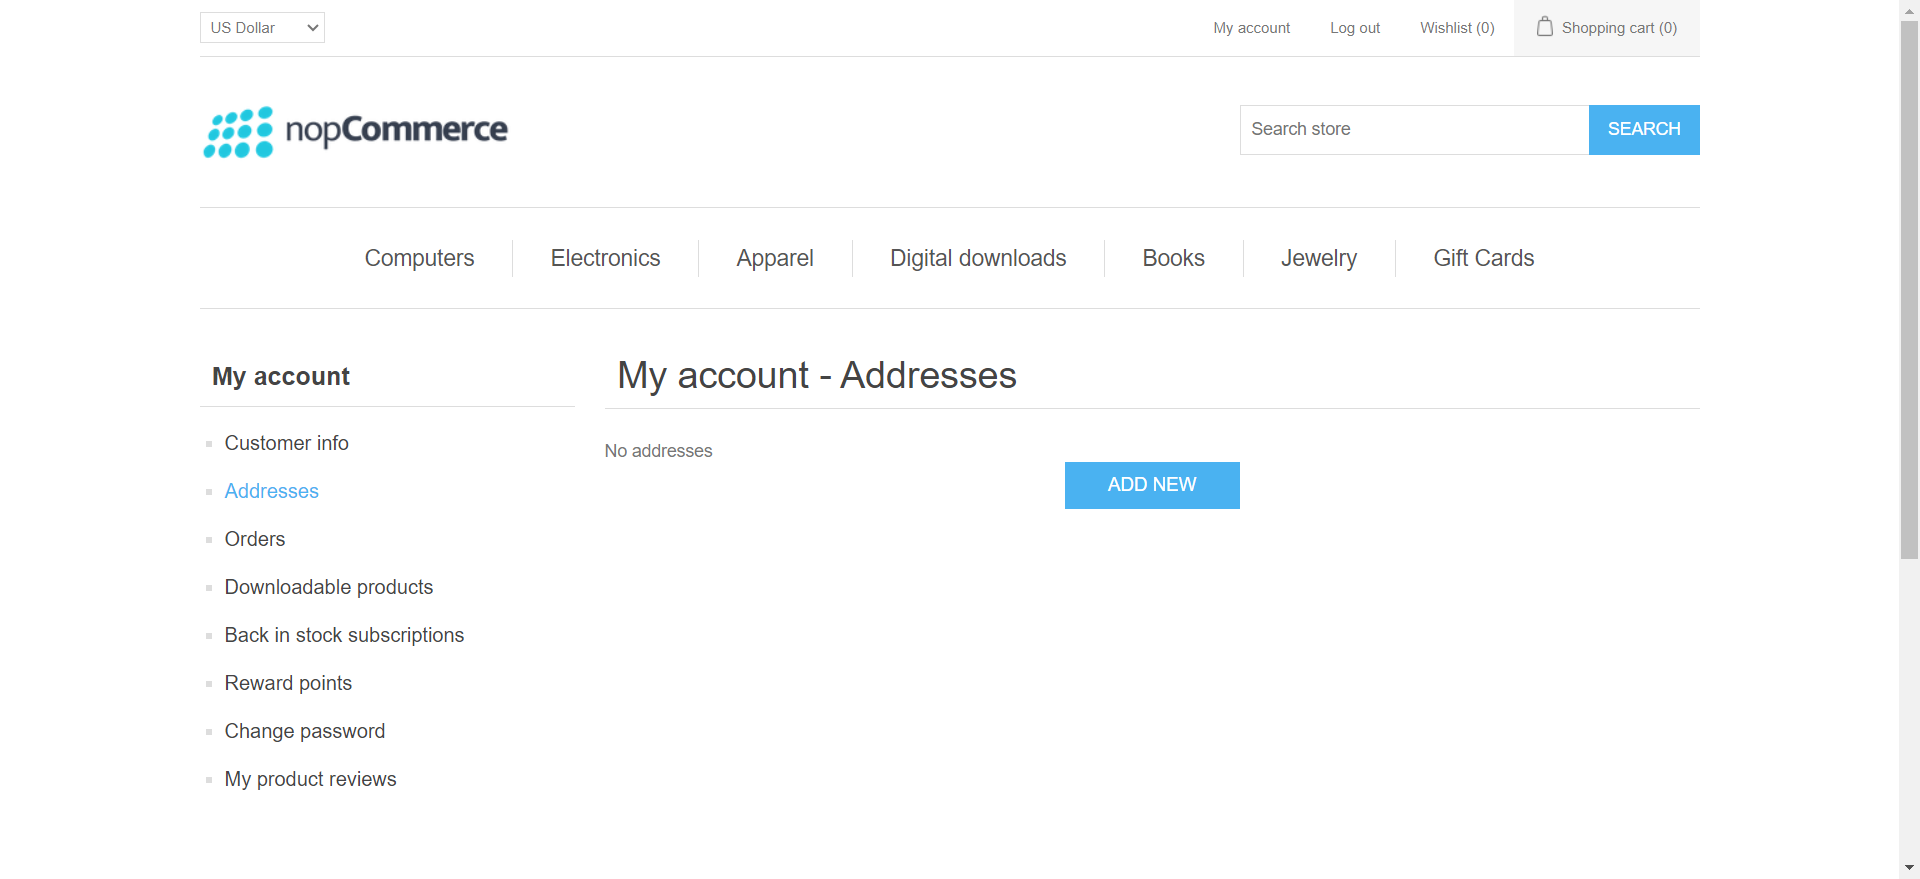 US Dollar
My account
Log out
Wishlist (0)
Shopping cart (0)
nopCommerce
Search store
SEARCH
Computers
Electronics
Apparel
Digital downloads
Books
Jewelry
Gift Cards
My account
Customer info
Addresses
Orders
Downloadable products
Back in stock subscriptions
Reward points
Change password
My product reviews
My account - Addresses
No addresses
ADD NEW